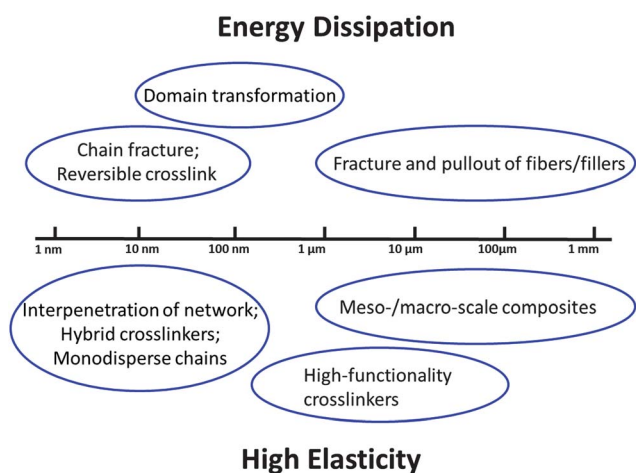 Energy Dissipation
Domain transformation
Chain fracture;
Reversible crosslink
Fracture and pullout of fibers/fillers
1 nm 10 nm 100 nm 1 μm 10 μm 100μm 1 mm
Interpenetration of network;
Hybrid crosslinkers;
Monodisperse chains
Meso-/macro-scale composites
High-functionality
crosslinkers
High Elasticity